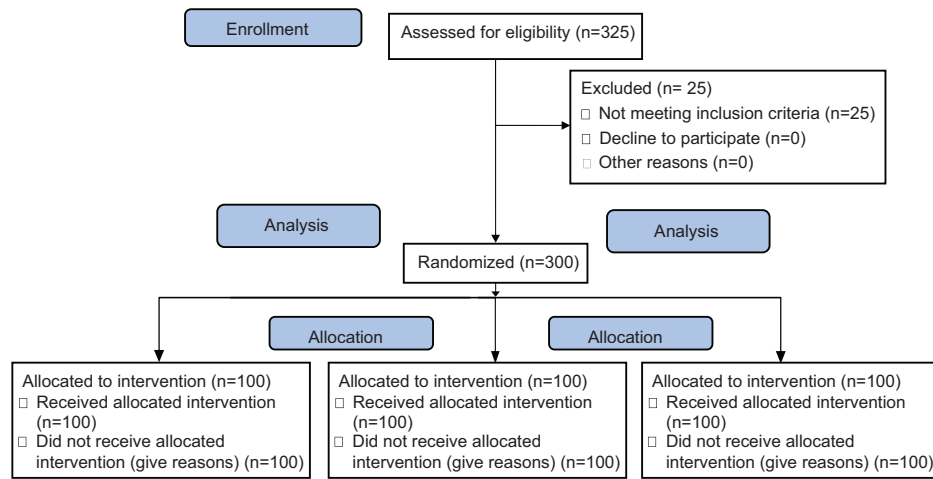 Enrollment
Assessed for eligibility (n=325)
Excluded (n= 25)
□ Not meeting inclusion criteria (n=25)
□ Decline to participate (n=0)
□ Other reasons (n=0)
Analysis
Analysis
Randomized (n=300)
Allocation
Allocation
Allocated to intervention (n=100)
□ Received allocated intervention
(n=100)
□ Did not receive allocated
intervention (give reasons) (n=100)
Allocated to intervention (n=100)
□ Received allocated intervention
(n=100)
□ Did not receive allocated
intervention (give reasons) (n=100)
Allocated to intervention (n=100)
□ Received allocated intervention
(n=100)
□ Did not receive allocated
intervention (give reasons) (n=100)